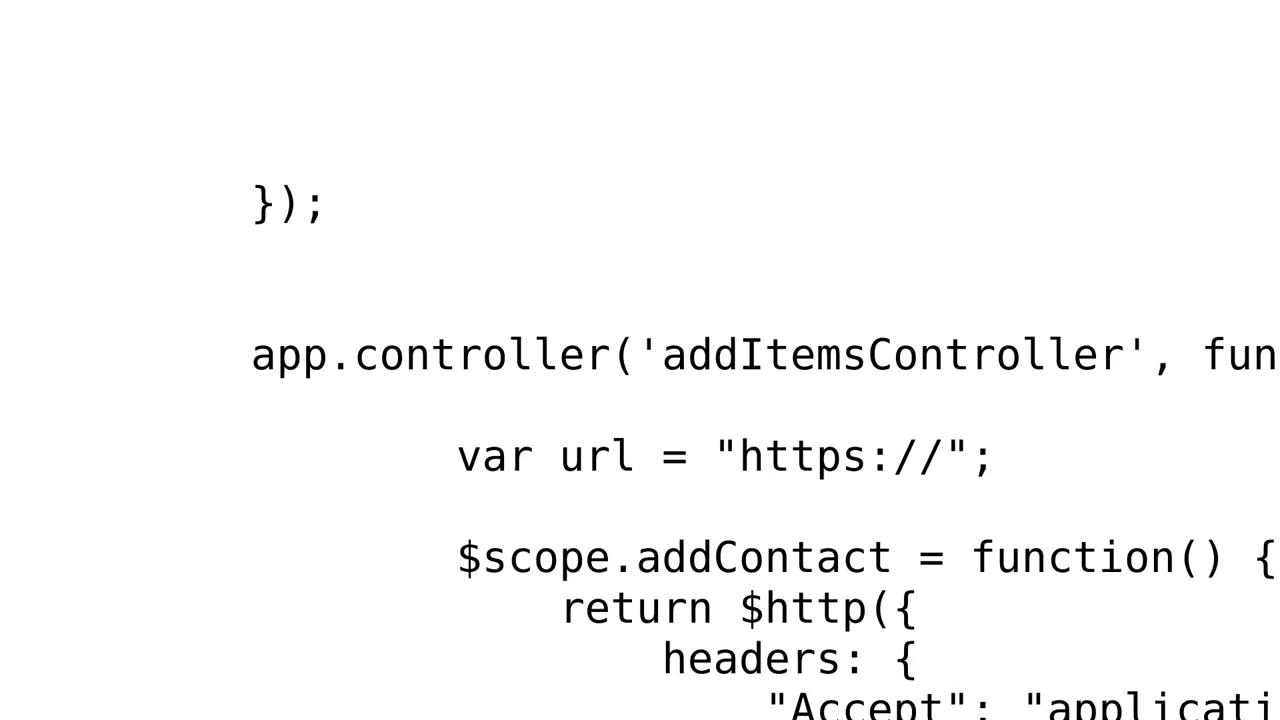 });
app.controller('addItemsController', fun
var url = "https://";
$scope.addContact = function() {
return $http({
headers: {
"Accept": "applicati